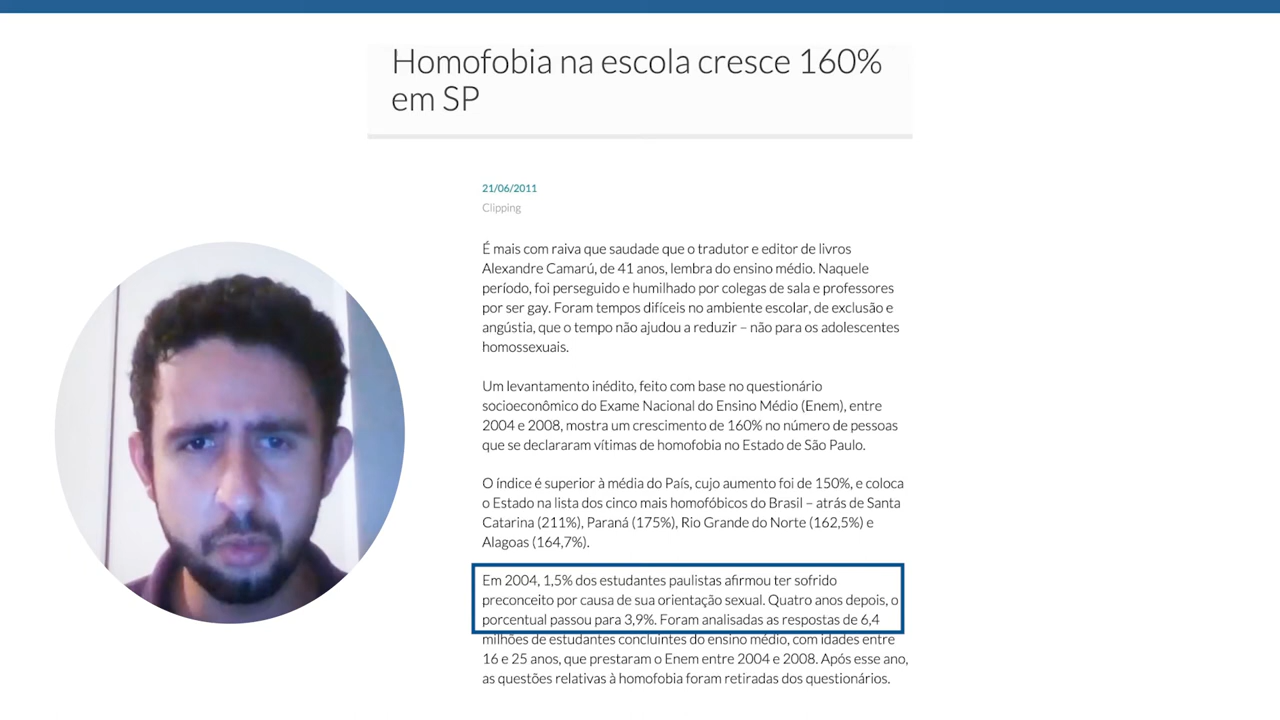 Homofobia na escola cresce 160%
em SP
21/06/2011
Clipping
É mais com raiva que saudade que o tradutor e editor de livros
Alexandre Camarú, de 41 anos, lembra do ensino médio. Naquele
período, foi perseguido e humilhado por colegas de sala e professores
por ser gay. Foram tempos difíceis no ambiente escolar, de exclusão e
angústia, que o tempo não ajudou a reduzir – não para os adolescentes
homossexuais.
Um levantamento inédito, feito com base no questionário
socioeconômico do Exame Nacional do Ensino Médio (Enem), entre
2004 e 2008, mostra um crescimento de 160% no número de pessoas
que se declararam vítimas de homofobia no Estado de São Paulo.
O índice é superior à média do País, cujo aumento foi de 150%, e coloca
o Estado na lista dos cinco mais homofóbicos do Brasil – atrás de Santa
Catarina (211%), Paraná (175%), Rio Grande do Norte (162,5%) e
Alagoas (164,7%).
Em 2004, 1,5% dos estudantes paulistas afirmou ter sofrido
preconceito por causa de sua orientação sexual. Quatro anos depois, o
porcentual passou para 3,9%. Foram analisadas as respostas de 6,4
milhões de estudantes concluintes do ensino médio, com idades entre
16 e 25 anos, que prestaram o Enem entre 2004 e 2008. Após esse ano,
as questões relativas à homofobia foram retiradas dos questionários.